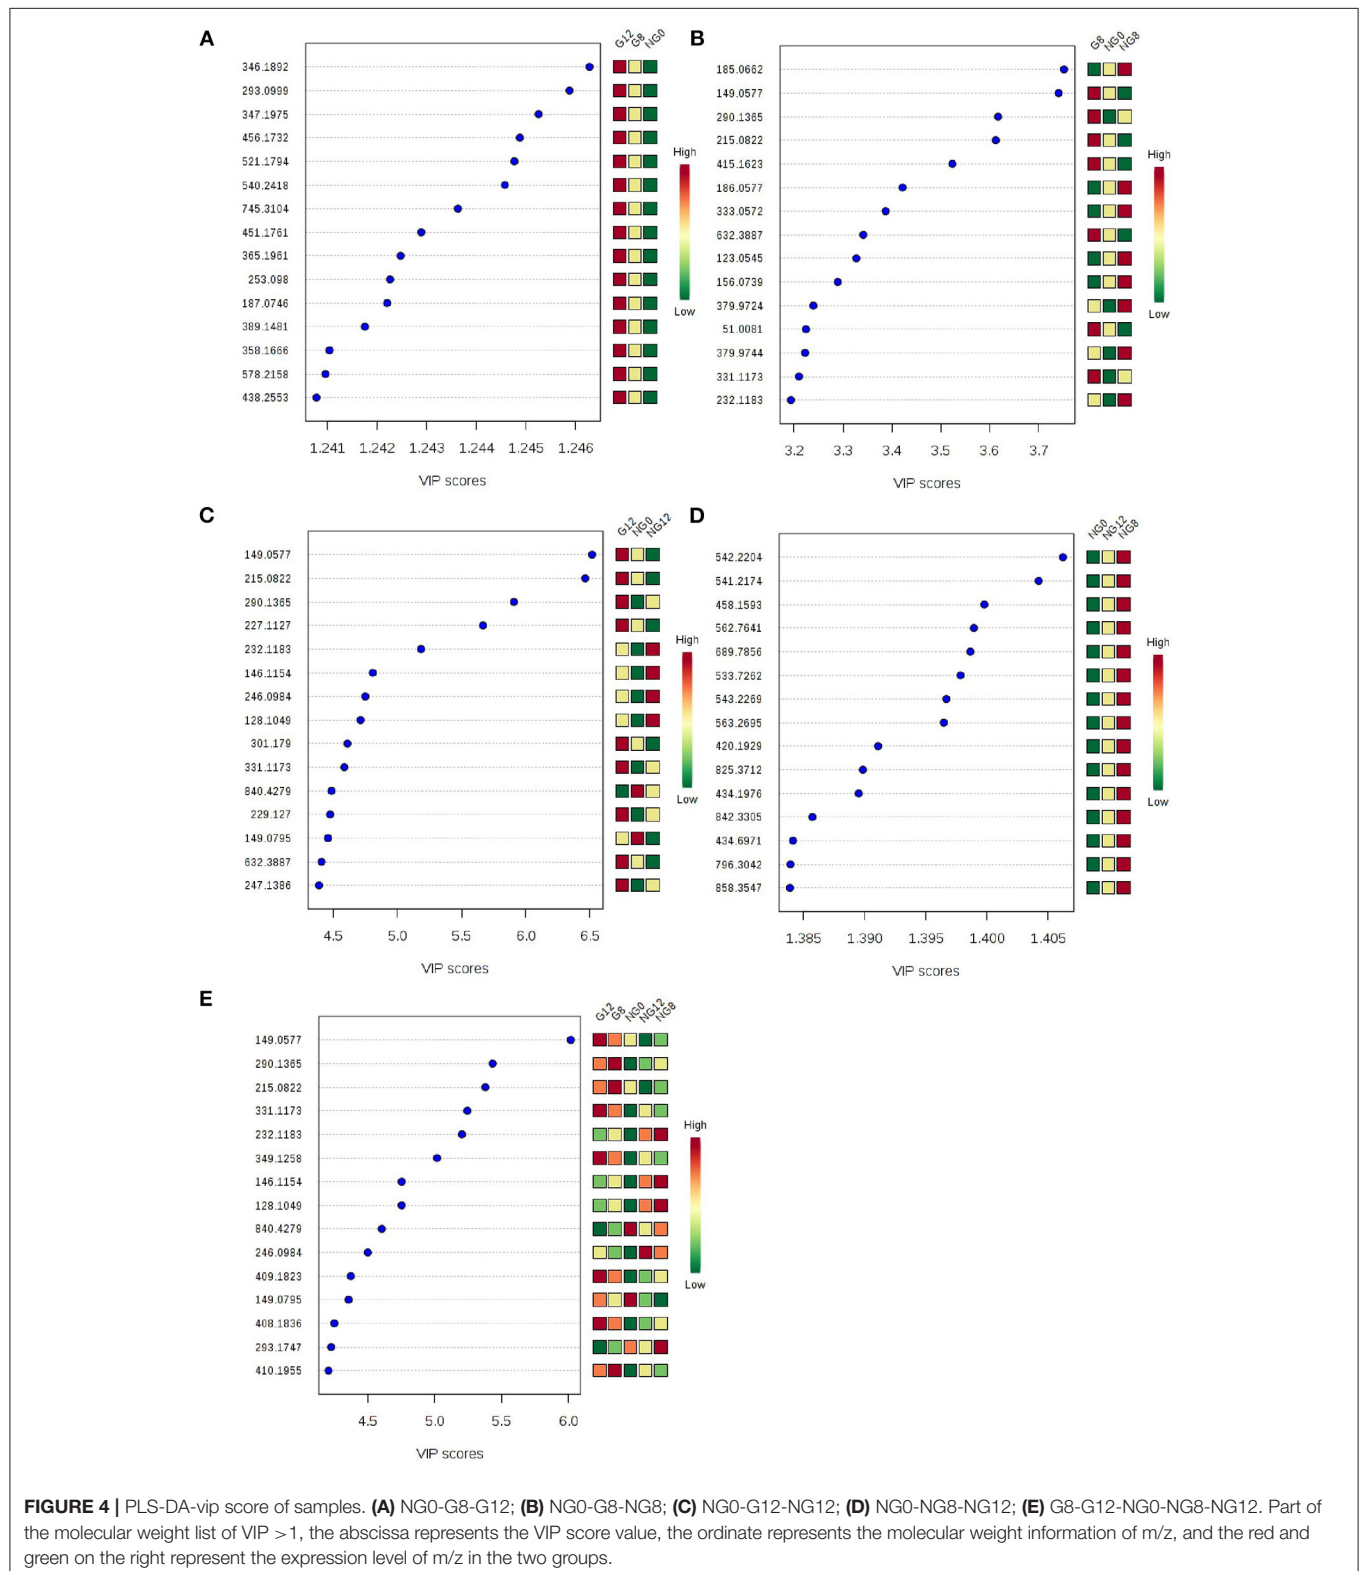 A
G12 G8 NG0
346.1892
293.0999
347.1975
456.1732
521.1794
540.2418
745.3104
451.1761
365.1961
253.098
187.0746
389.1481
358.1666
578.2158
438.2553
High
Low
1.241 1.242 1.243 1.244 1.245 1.246
VIP scores
B
G8 NG0 NG8
185.0662
149.0577
290.1365
215.0822
415.1623
186.0577
333.0572
632.3887
123.0545
156.0739
379.9724
51.0081
379.9744
331.1173
232.1183
High
Low
3.2 3.3 3.4 3.5 3.6 3.7
VIP scores
C
G12 NG0 NG12
149.0577
215.0822
290.1365
227.1127
232.1183
146.1154
246.0984
128.1049
301.179
331.1173
840.4279
229.127
149.0795
632.3887
247.1386
High
Low
4.5 5.0 5.5 6.0 6.5
VIP scores
D
NG0 NG12 NG8
542.2204
541.2174
458.1593
562.7641
689.7856
533.7262
543.2269
563.2695
420.1929
825.3712
434.1976
842.3305
434.6971
796.3042
858.3547
High
Low
1.385 1.390 1.395 1.400 1.405
VIP scores
E
G12 G8 NG0 NG12 NG8
149.0577
290.1365
215.0822
331.1173
232.1183
349.1258
146.1154
128.1049
840.4279
246.0984
409.1823
149.0795
408.1836
293.1747
410.1955
High
Low
4.5 5.0 5.5 6.0
VIP scores
FIGURE 4 | PLS-DA-vip score of samples. (A) NG0-G8-G12; (B) NG0-G8-NG8; (C) NG0-G12-NG12; (D) NG0-NG8-NG12; (E) G8-G12-NG0-NG8-NG12. Part of
the molecular weight list of VIP >1, the abscissa represents the VIP score value, the ordinate represents the molecular weight information of m/z, and the red and
green on the right represent the expression level of m/z in the two groups.